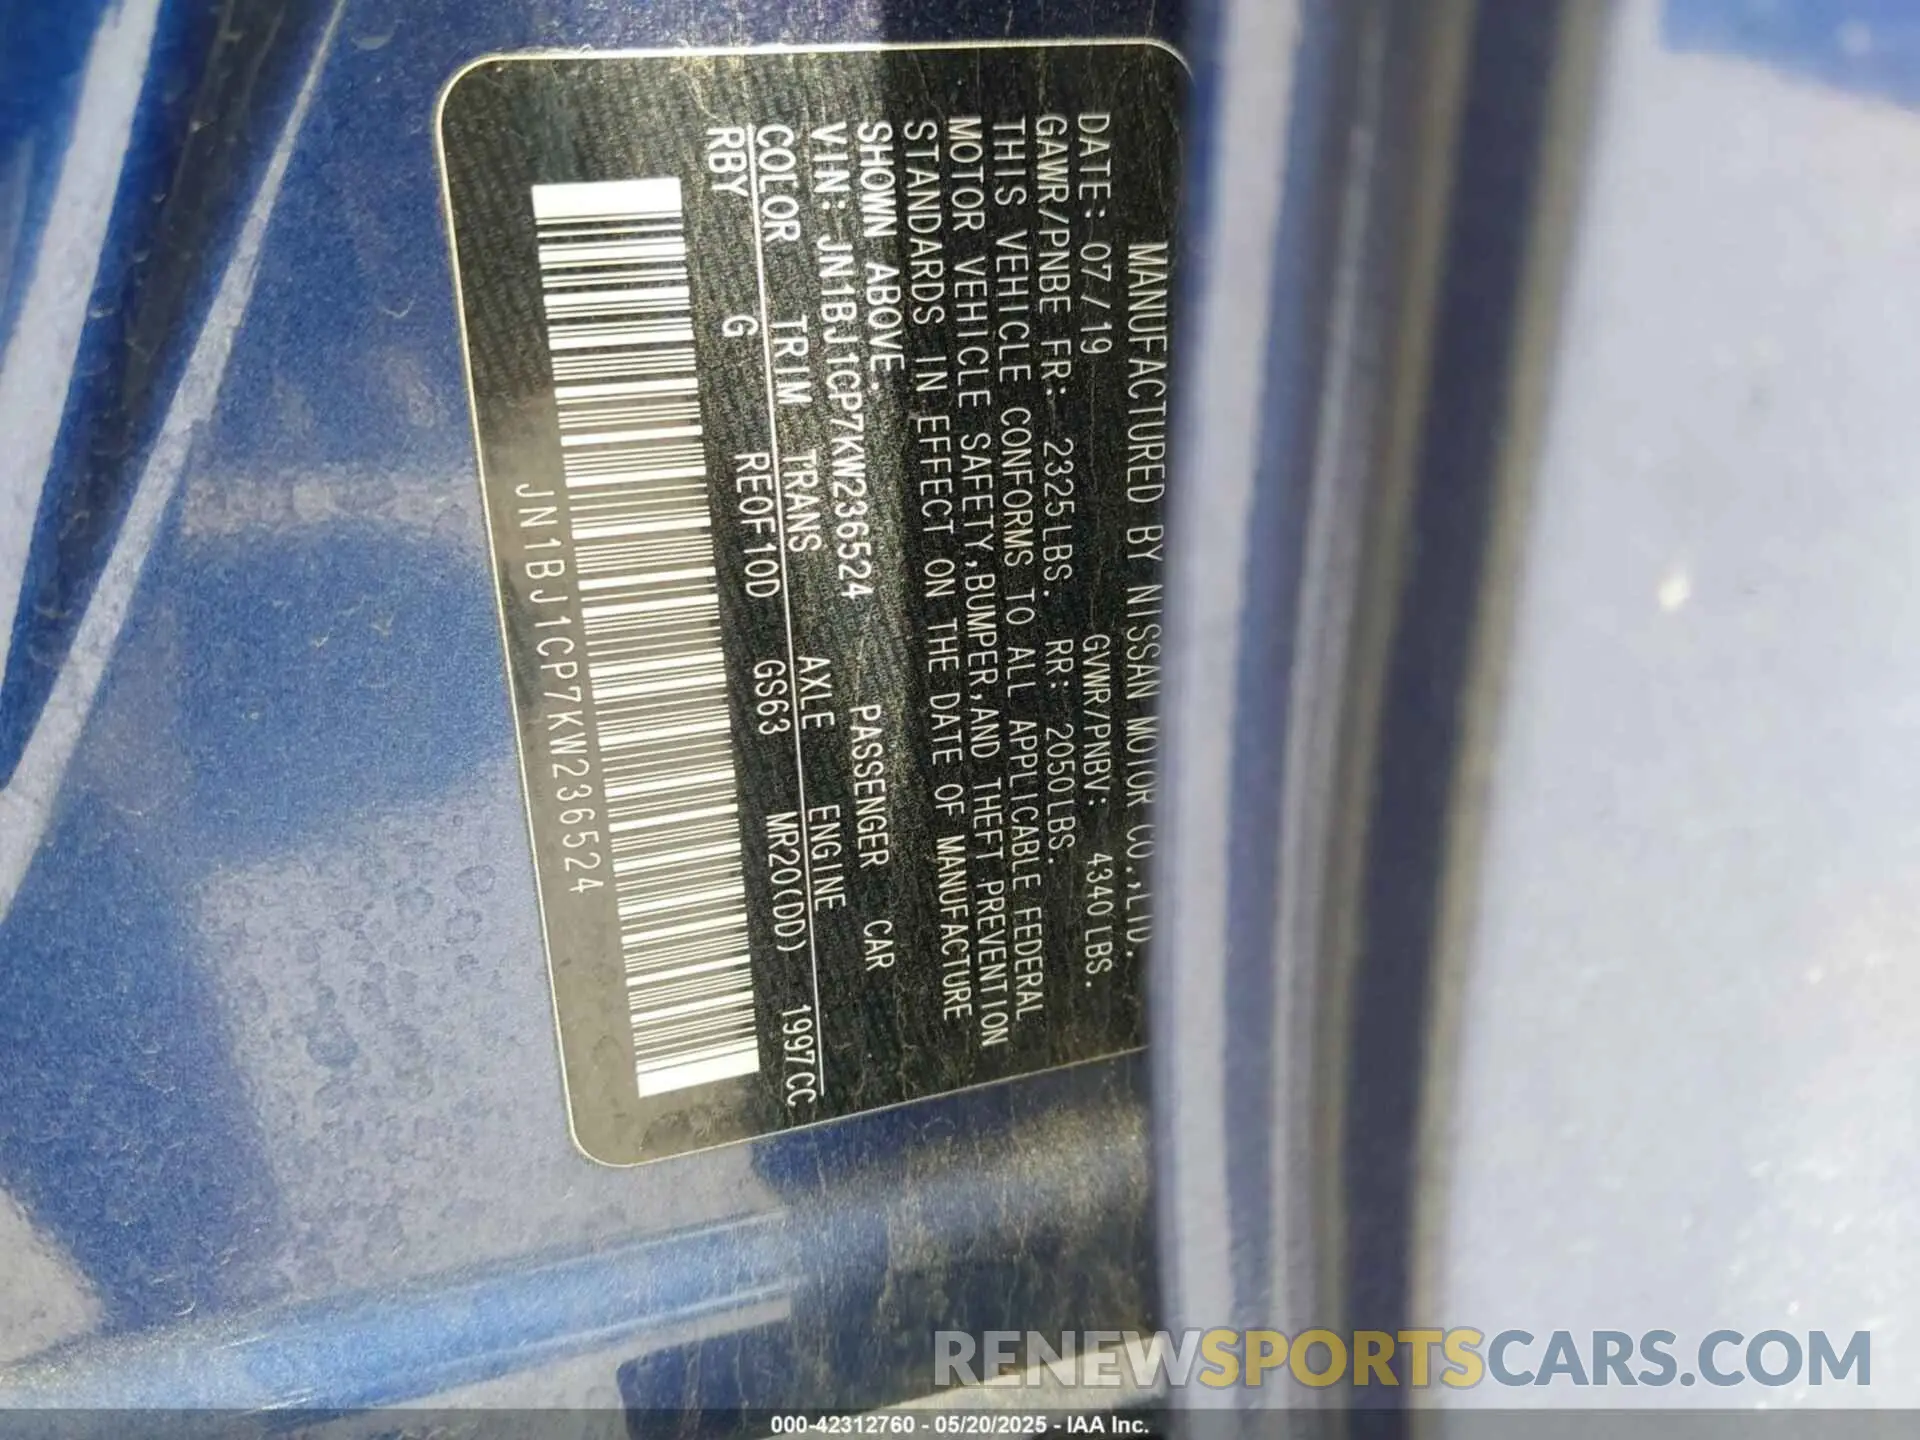 MANUFACTURED BY NISSAN MOTOR CO.,LTD.
DATE: 07/19 GVWR/PNBV: 4340LBS.
GAWR/PNBE FR: 2325LBS. RR: 2050LBS.
THIS VEHICLE CONFORMS TO ALL APPLICABLE FEDERAL
MOTOR VEHICLE SAFETY,BUMPER,AND THEFT PREVENTION
STANDARDS IN EFFECT ON THE DATE OF MANUFACTURE
SHOWN ABOVE.
VIN: JN1BJ1CP7KW236524 PASSENGER CAR
COLOR TRIM TRANS AXLE ENGINE
RBY G RE0F10D GS63 MR20(DD) 1997CC
JN1BJ1CP7KW236524
RENEWSPORTSCARS.COM
000-42312760 - 05/20/2025 - IAA Inc.